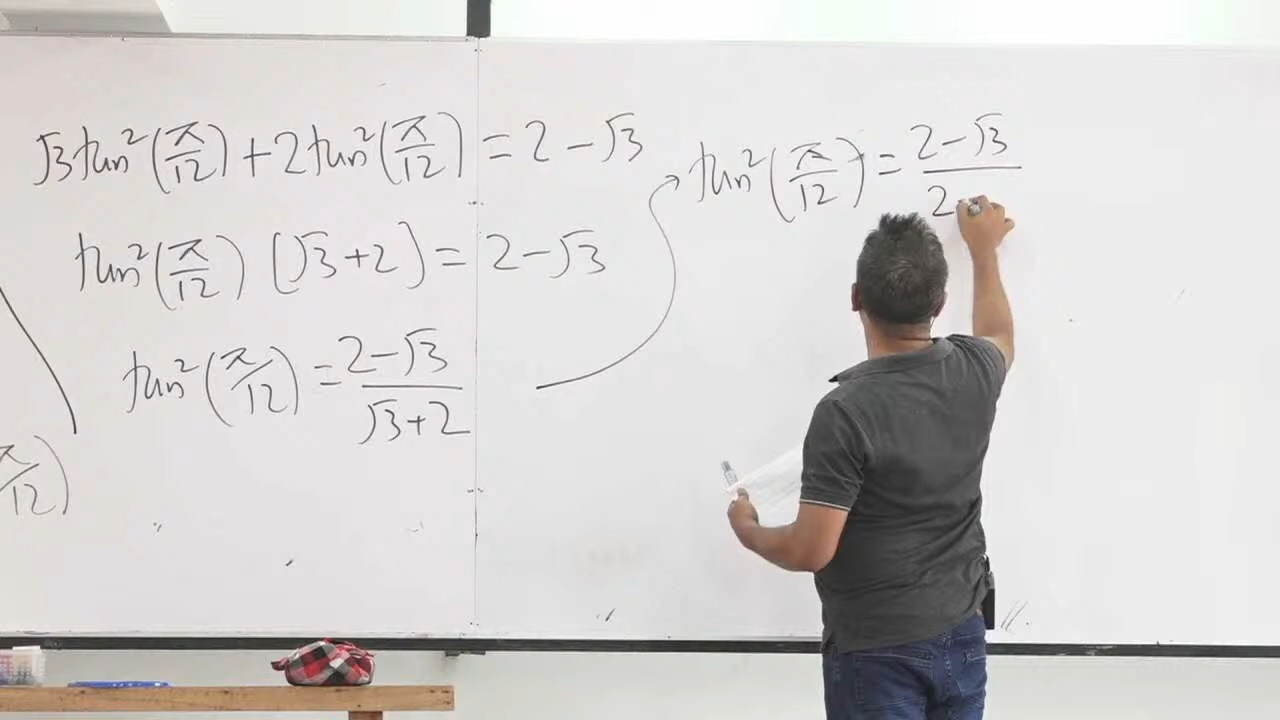 √3 tan²(π/12) + 2 tan²(π/12) = 2 − √3
tan²(π/12) (√3 + 2) = 2 − √3
tan²(π/12) = (2 − √3)/(√3 + 2)
π/12)
tan²(π/12) = (2 − √3)/2